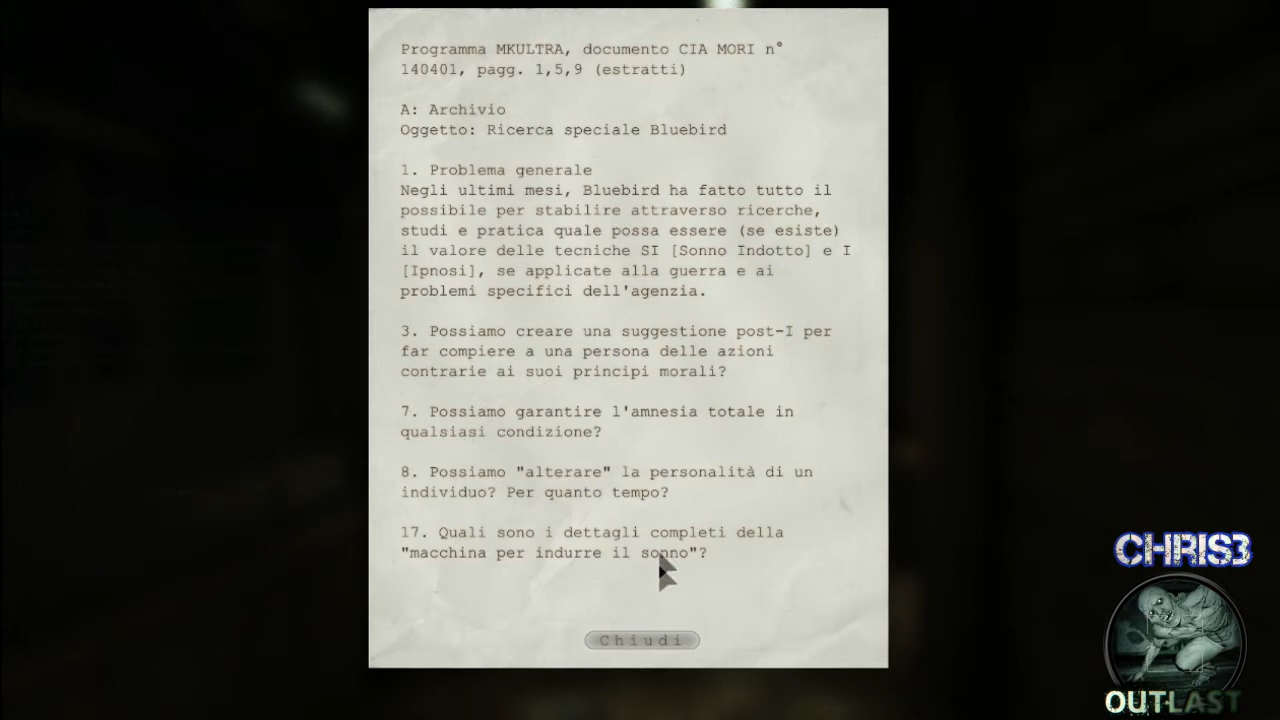 Programma MKULTRA, documento CIA MORI n°
140401, pagg. 1,5,9 (estratti)
A: Archivio
Oggetto: Ricerca speciale Bluebird
1. Problema generale
Negli ultimi mesi, Bluebird ha fatto tutto il
possibile per stabilire attraverso ricerche,
studi e pratica quale possa essere (se esiste)
il valore delle tecniche SI [Sonno Indotto] e I
[Ipnosi], se applicate alla guerra e ai
problemi specifici dell'agenzia.
3. Possiamo creare una suggestione post-I per
far compiere a una persona delle azioni
contrarie ai suoi principi morali?
7. Possiamo garantire l'amnesia totale in
qualsiasi condizione?
8. Possiamo "alterare" la personalità di un
individuo? Per quanto tempo?
17. Quali sono i dettagli completi della
"macchina per indurre il sonno"?
Chiudi
CHRIS3
OUTLAST